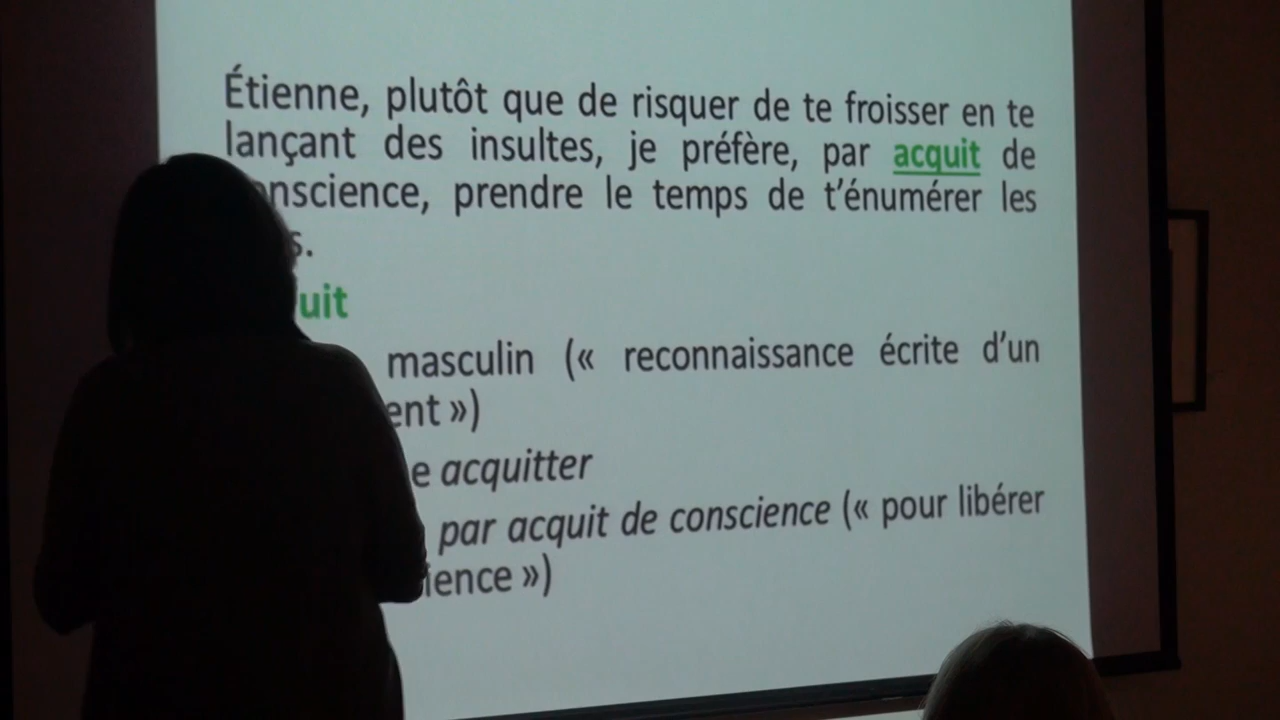 Étienne, plutôt que de risquer de te froisser en te
lançant des insultes, je préfère, par acquit de
nscience, prendre le temps de t’énumérer les
s.
uit
masculin (« reconnaissance écrite d’un
ent »)
e acquitter
par acquit de conscience (« pour libérer
ience »)